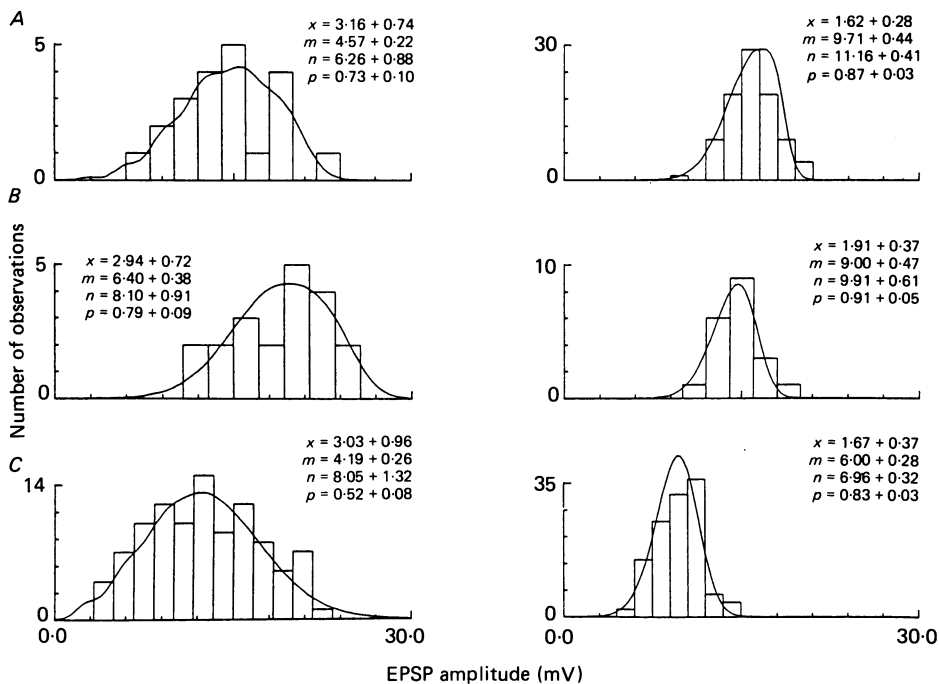 A
x = 3·16 + 0·74
m = 4·57 + 0·22
n = 6·26 + 0·88
p = 0·73 + 0·10
5
0
x = 1·62 + 0·28
m = 9·71 + 0·44
n = 11·16 + 0·41
p = 0·87 + 0·03
30
0
B
x = 2·94 + 0·72
m = 6·40 + 0·38
n = 8·10 + 0·91
p = 0·79 + 0·09
5
0
x = 1·91 + 0·37
m = 9·00 + 0·47
n = 9·91 + 0·61
p = 0·91 + 0·05
10
0
Number of observations
C
x = 3·03 + 0·96
m = 4·19 + 0·26
n = 8·05 + 1·32
p = 0·52 + 0·08
14
0
0·0
30·0
x = 1·67 + 0·37
m = 6·00 + 0·28
n = 6·96 + 0·32
p = 0·83 + 0·03
35
0
0·0
30·0
EPSP amplitude (mV)